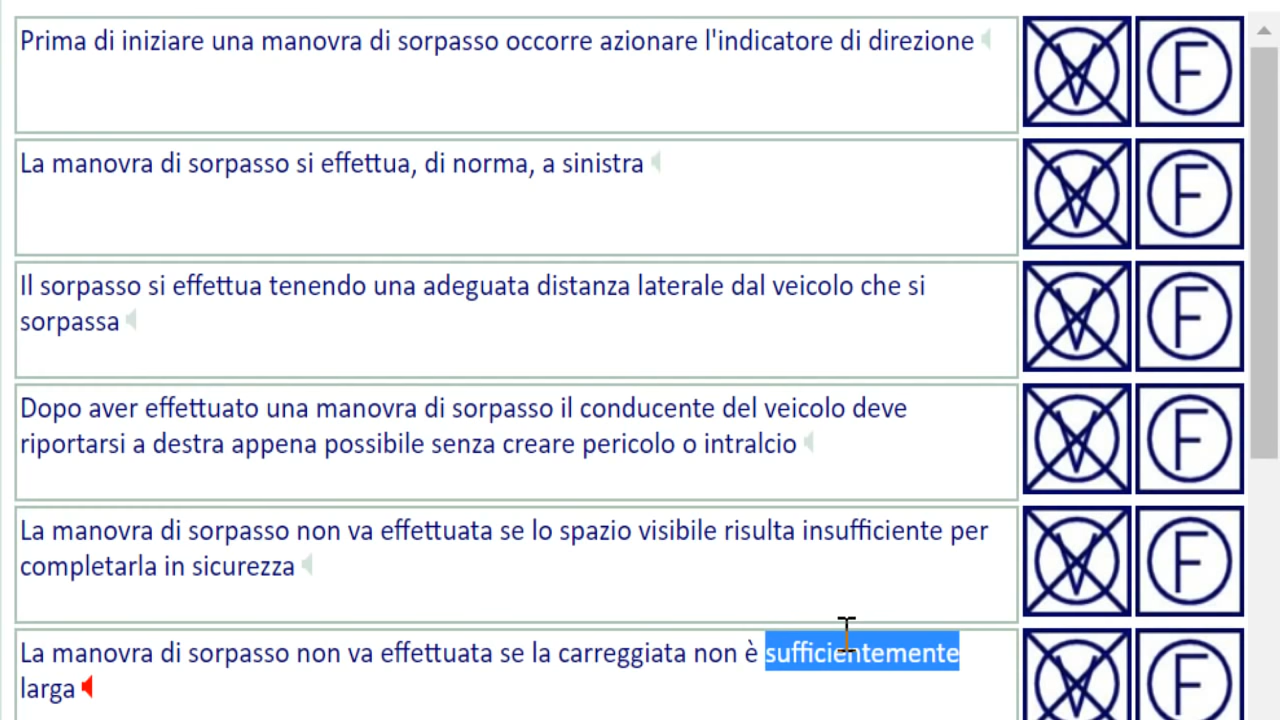 Prima di iniziare una manovra di sorpasso occorre azionare l'indicatore di direzione
V F
La manovra di sorpasso si effettua, di norma, a sinistra
V F
Il sorpasso si effettua tenendo una adeguata distanza laterale dal veicolo che si
sorpassa
V F
Dopo aver effettuato una manovra di sorpasso il conducente del veicolo deve
riportarsi a destra appena possibile senza creare pericolo o intralcio
V F
La manovra di sorpasso non va effettuata se lo spazio visibile risulta insufficiente per
completarla in sicurezza
V F
La manovra di sorpasso non va effettuata se la carreggiata non è sufficientemente
larga
V F